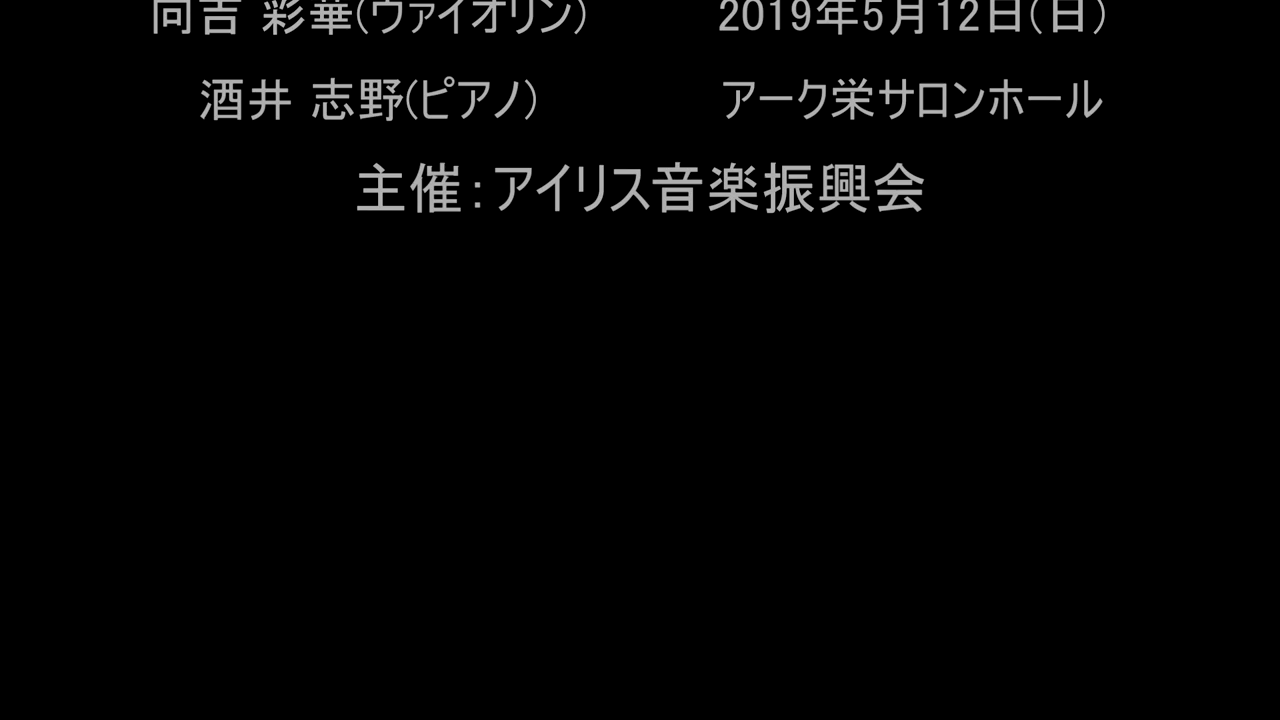 向吉 彩華(ヴァイオリン) 2019年5月12日(日)
酒井 志野(ピアノ) アーク栄サロンホール
主催:アイリス音楽振興会